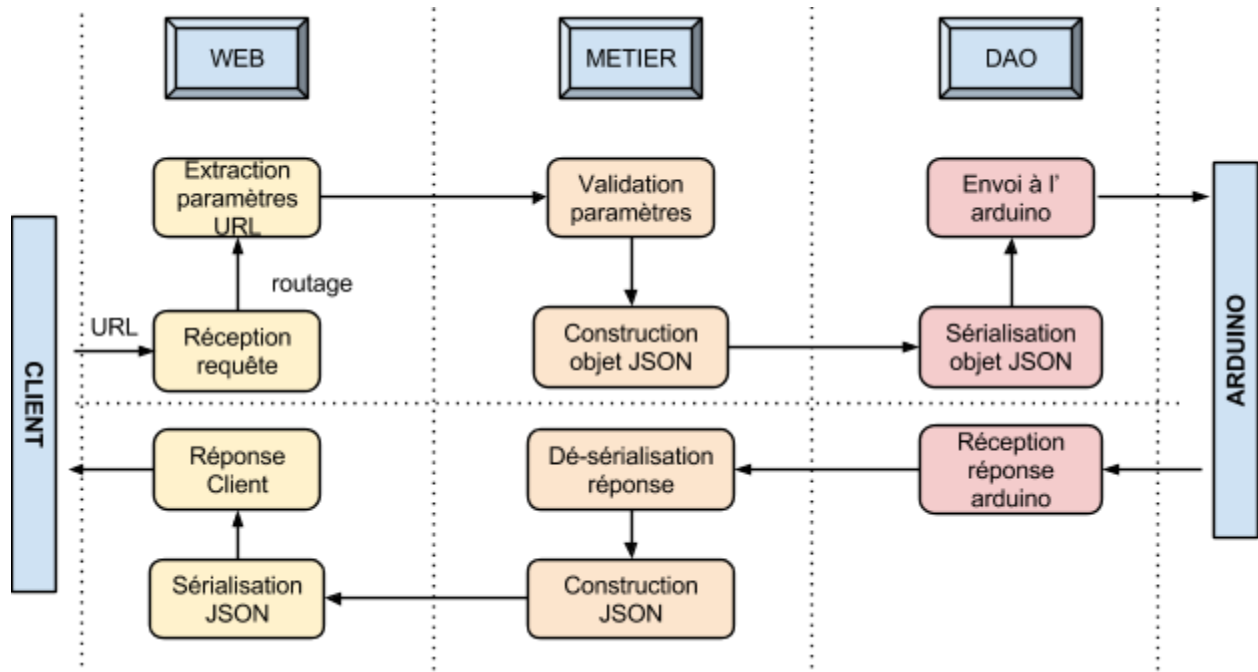 WEB
METIER
DAO
Extraction
paramètres
URL
Validation
paramètres
Envoi à l'
arduino
routage
URL
Réception
requête
Construction
objet JSON
Sérialisation
objet JSON
CLIENT
ARDUINO
Réponse
Client
Dé-sérialisation
réponse
Réception
réponse
arduino
Sérialisation
JSON
Construction
JSON